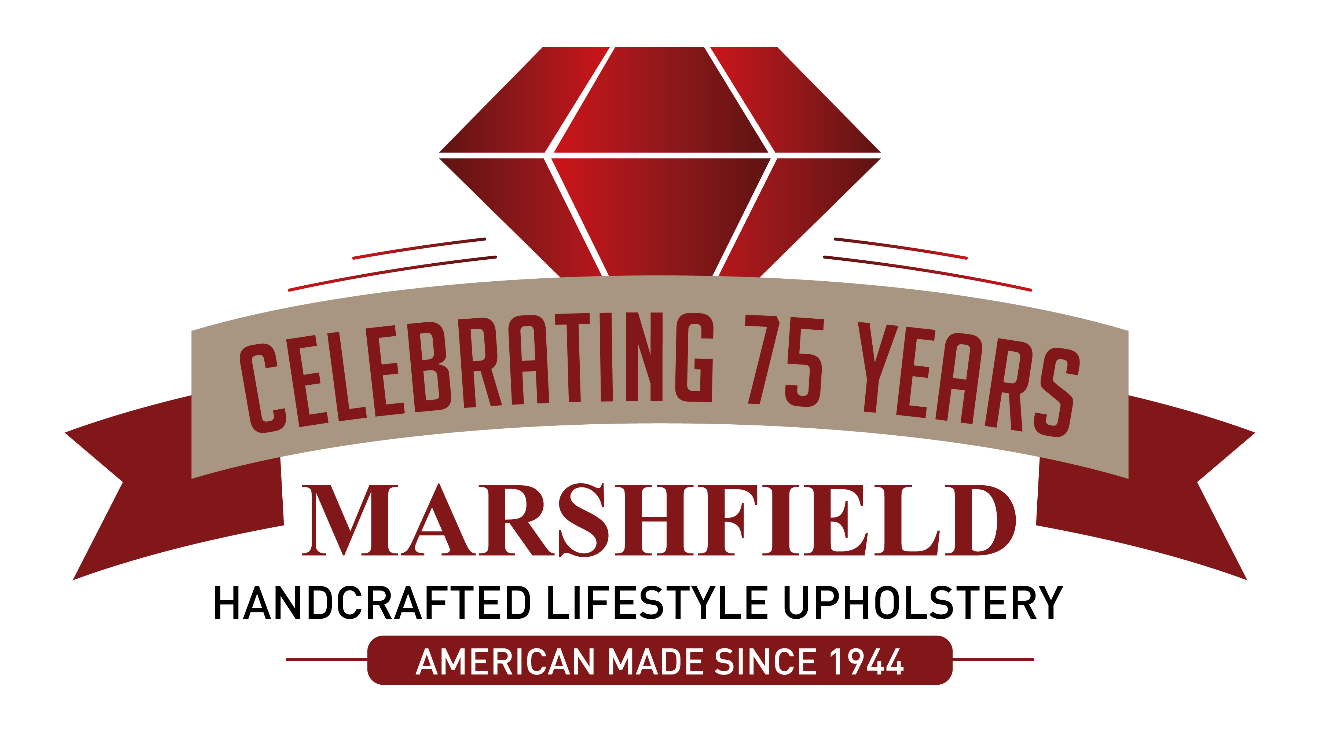 CELEBRATING 75 YEARS
MARSHFIELD
HANDCRAFTED LIFESTYLE UPHOLSTERY
AMERICAN MADE SINCE 1944